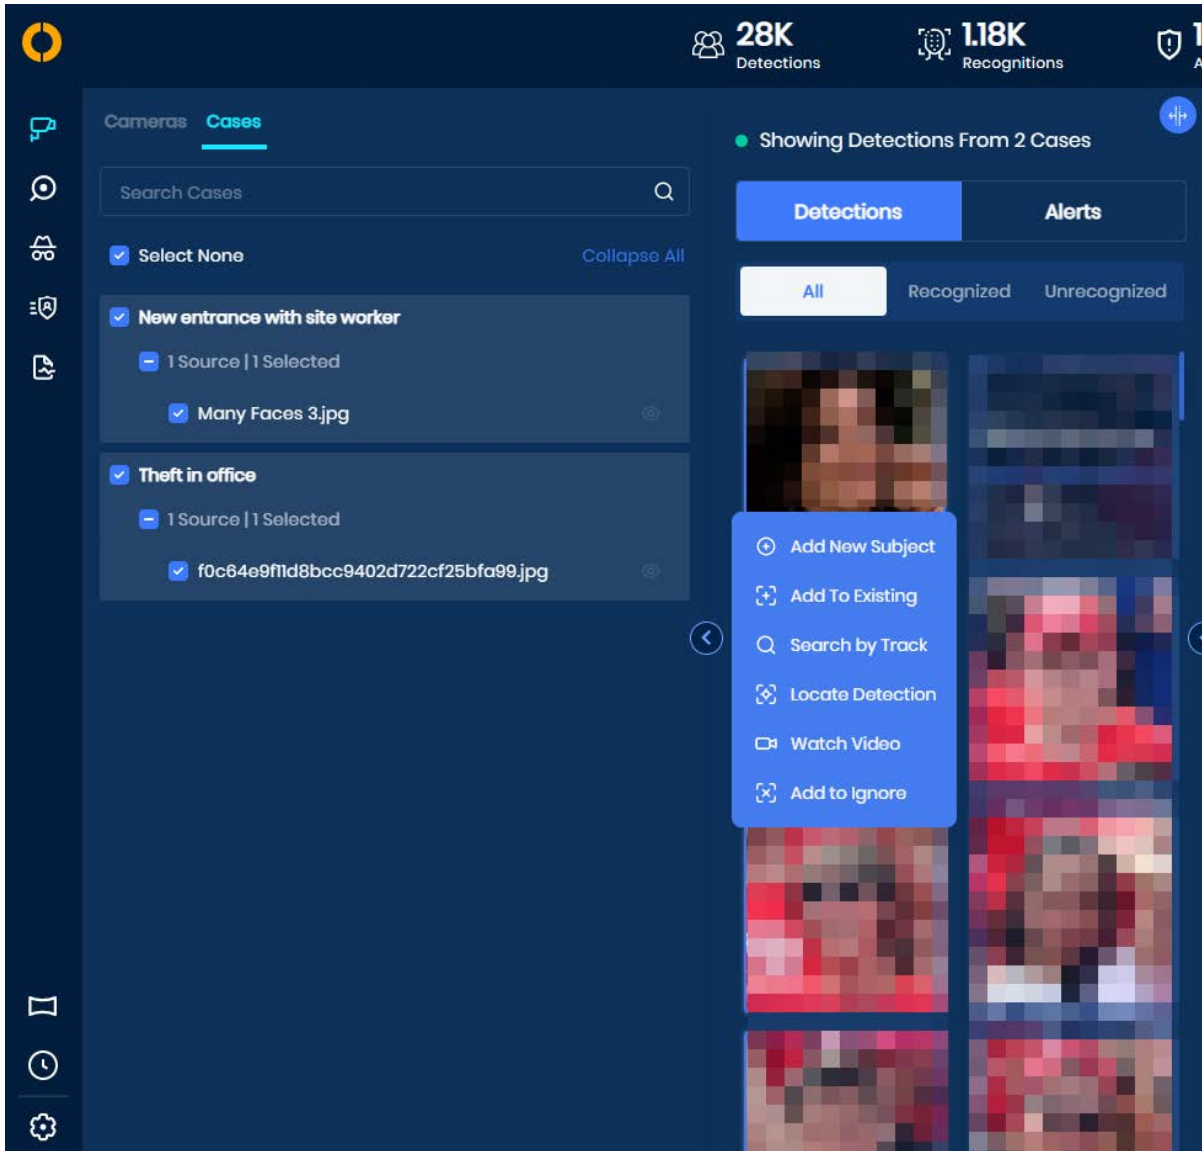 28K
Detections
1.18K
Recognitions
Cameras Cases
Search Cases
Select None Collapse All
New entrance with site worker
1 Source | 1 Selected
Many Faces 3.jpg
Theft in office
1 Source | 1 Selected
f0c64e9f11d8bcc9402d722cf25bfa99.jpg
Showing Detections From 2 Cases
Detections Alerts
All Recognized Unrecognized
Add New Subject
Add To Existing
Search by Track
Locate Detection
Watch Video
Add to Ignore